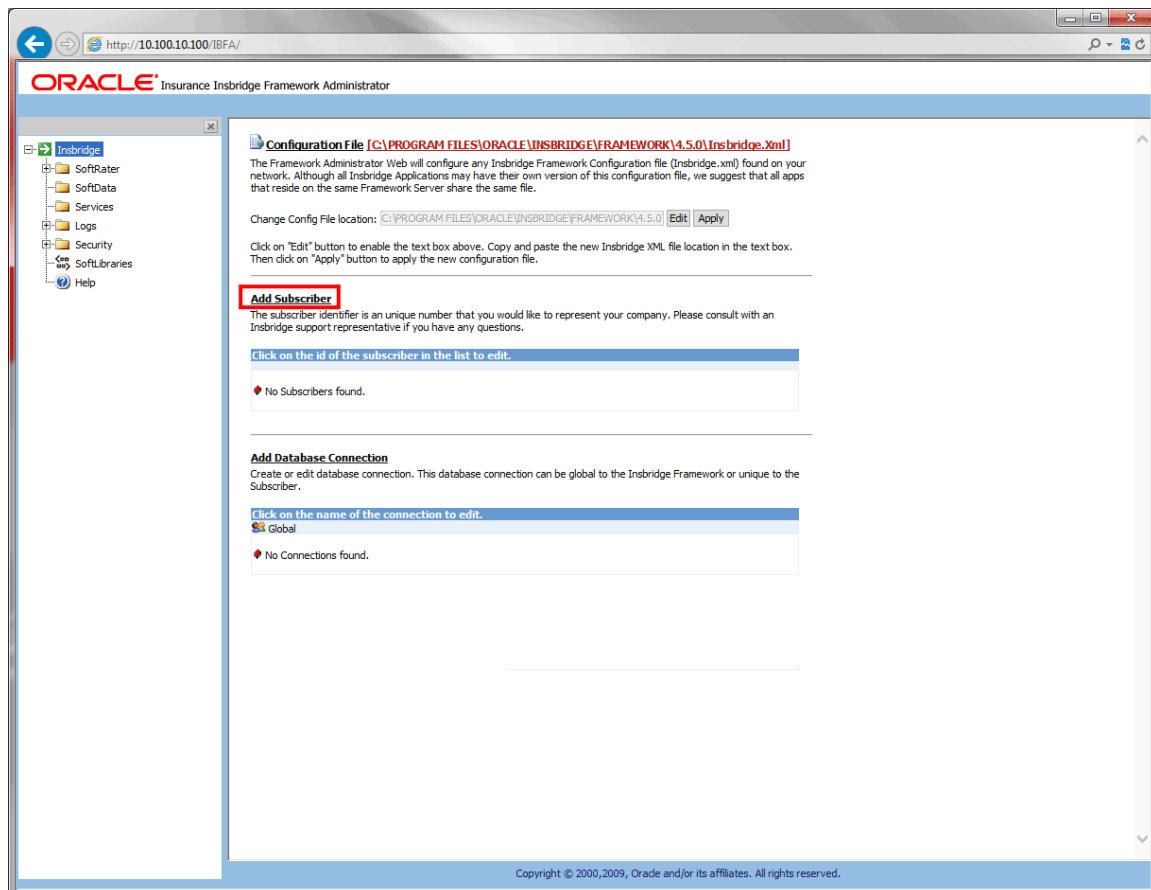 http://10.100.10.100/IBFA/
ORACLE Insurance Insbridge Framework Administrator
Insbridge
SoftRater
SoftData
Services
Logs
Security
SoftLibraries
Help
Configuration File [C:\PROGRAM FILES\ORACLE\INSBRIDGE\FRAMEWORK\4.5.0\Insbridge.Xml]
The Framework Administrator Web will configure any Insbridge Framework Configuration file (Insbridge.xml) found on your
network. Although all Insbridge Applications may have their own version of this configuration file, we suggest that all apps
that reside on the same Framework Server share the same file.
Change Config File location: C:\PROGRAM FILES\ORACLE\INSBRIDGE\FRAMEWORK\4.5.0 Edit Apply
Click on "Edit" button to enable the text box above. Copy and paste the new Insbridge XML file location in the text box.
Then click on "Apply" button to apply the new configuration file.
Add Subscriber
The subscriber identifier is an unique number that you would like to represent your company. Please consult with an
Insbridge support representative if you have any questions.
Click on the id of the subscriber in the list to edit.
No Subscribers found.
Add Database Connection
Create or edit database connection. This database connection can be global to the Insbridge Framework or unique to the
Subscriber.
Click on the name of the connection to edit.
Global
No Connections found.
Copyright © 2000,2009, Oracle and/or its affiliates. All rights reserved.